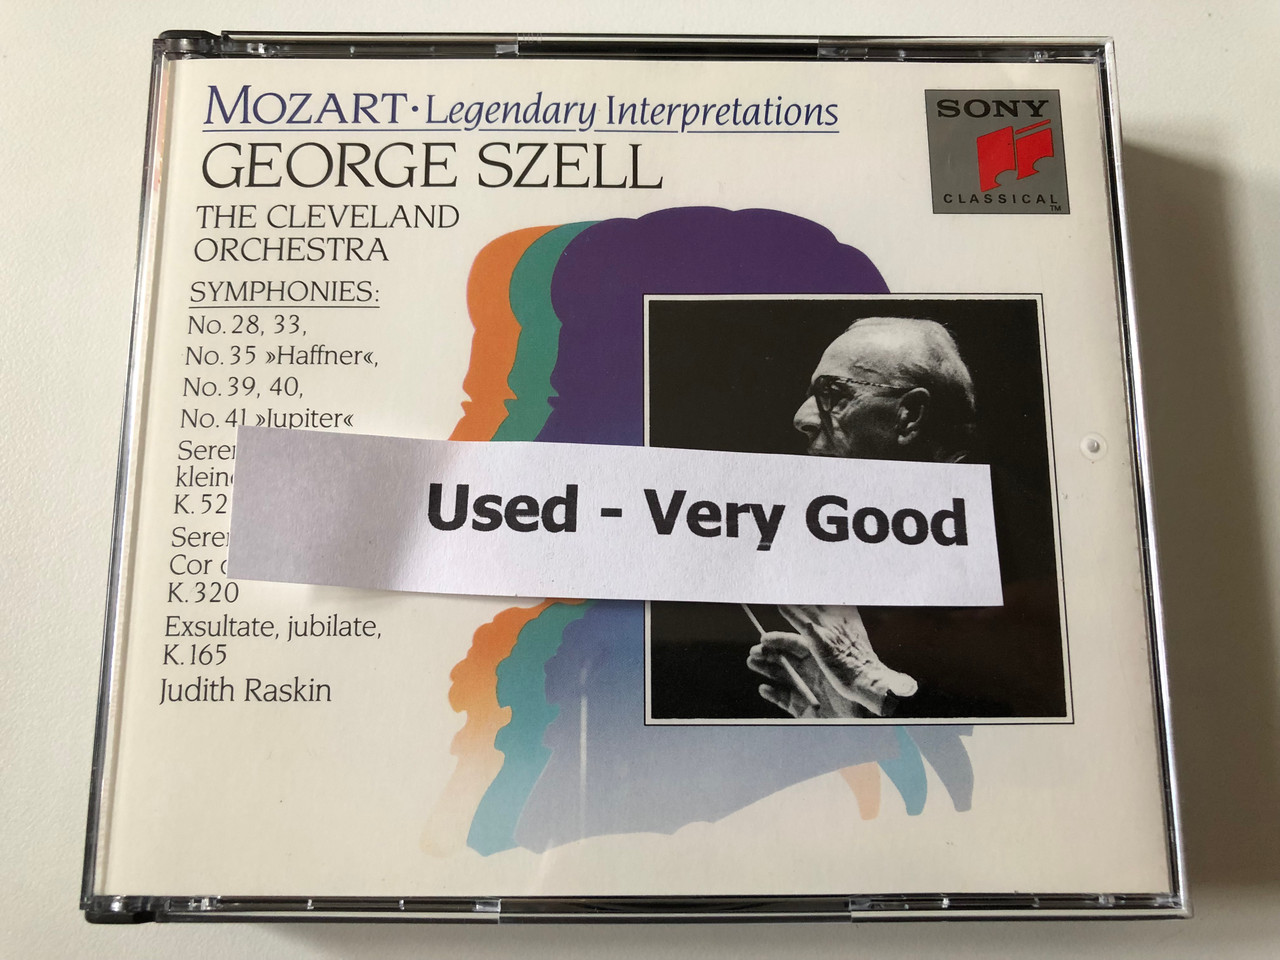 MOZART · Legendary Interpretations
GEORGE SZELL
THE CLEVELAND
ORCHESTRA
SYMPHONIES:
No. 28, 33,
No. 35 »Haffner«,
No. 39, 40,
No. 41 »Jupiter«
K. 320
Exsultate, jubilate,
K. 165
Judith Raskin
SONY
CLASSICAL
TM
Used - Very Good